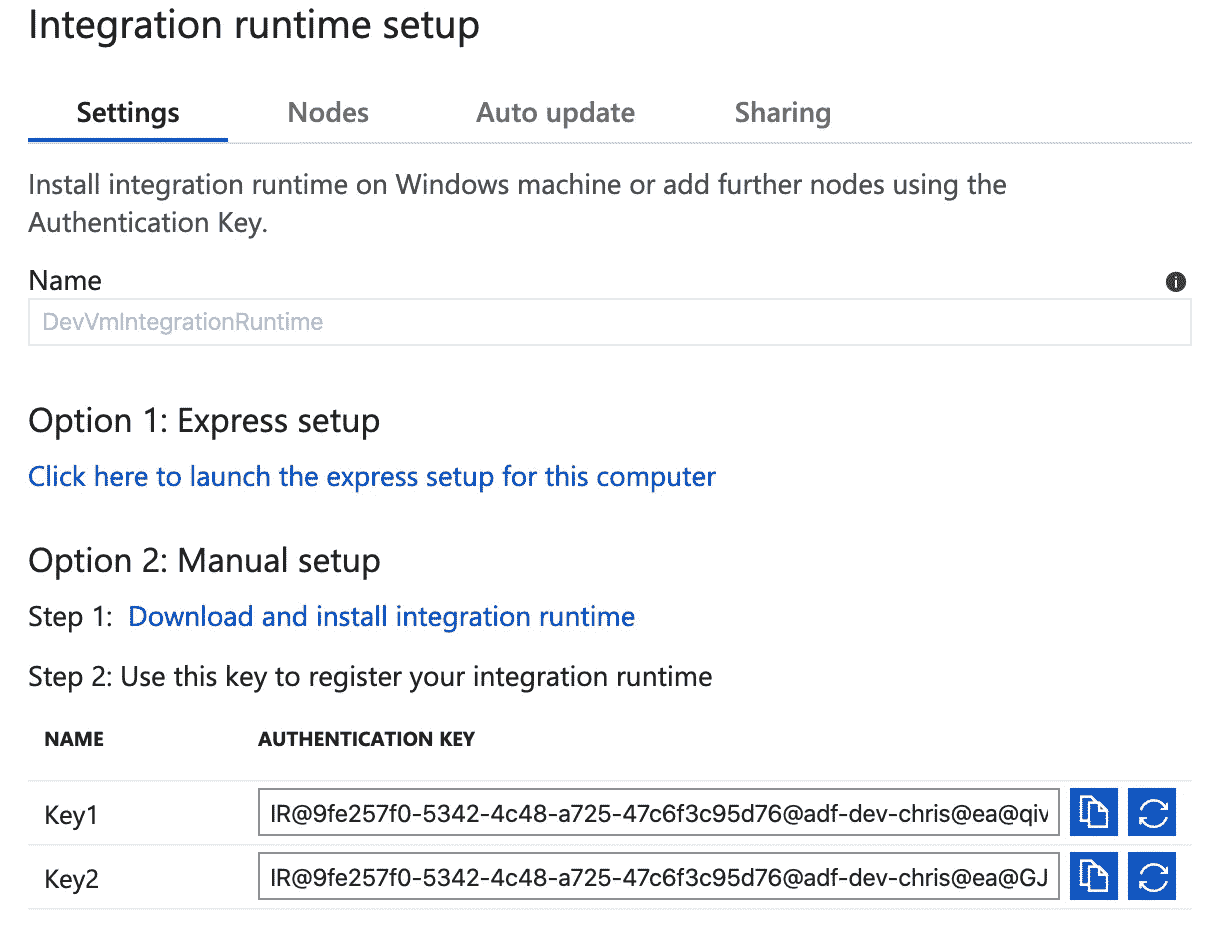 Integration runtime setup
Settings Nodes Auto update Sharing
Install integration runtime on Windows machine or add further nodes using the
Authentication Key.
Name
DevVmIntegrationRuntime
Option 1: Express setup
Click here to launch the express setup for this computer
Option 2: Manual setup
Step 1: Download and install integration runtime
Step 2: Use this key to register your integration runtime
NAME AUTHENTICATION KEY
Key1 IR@9fe257f0-5342-4c48-a725-47c6f3c95d76@adf-dev-chris@ea@qiv
Key2 IR@9fe257f0-5342-4c48-a725-47c6f3c95d76@adf-dev-chris@ea@GJ